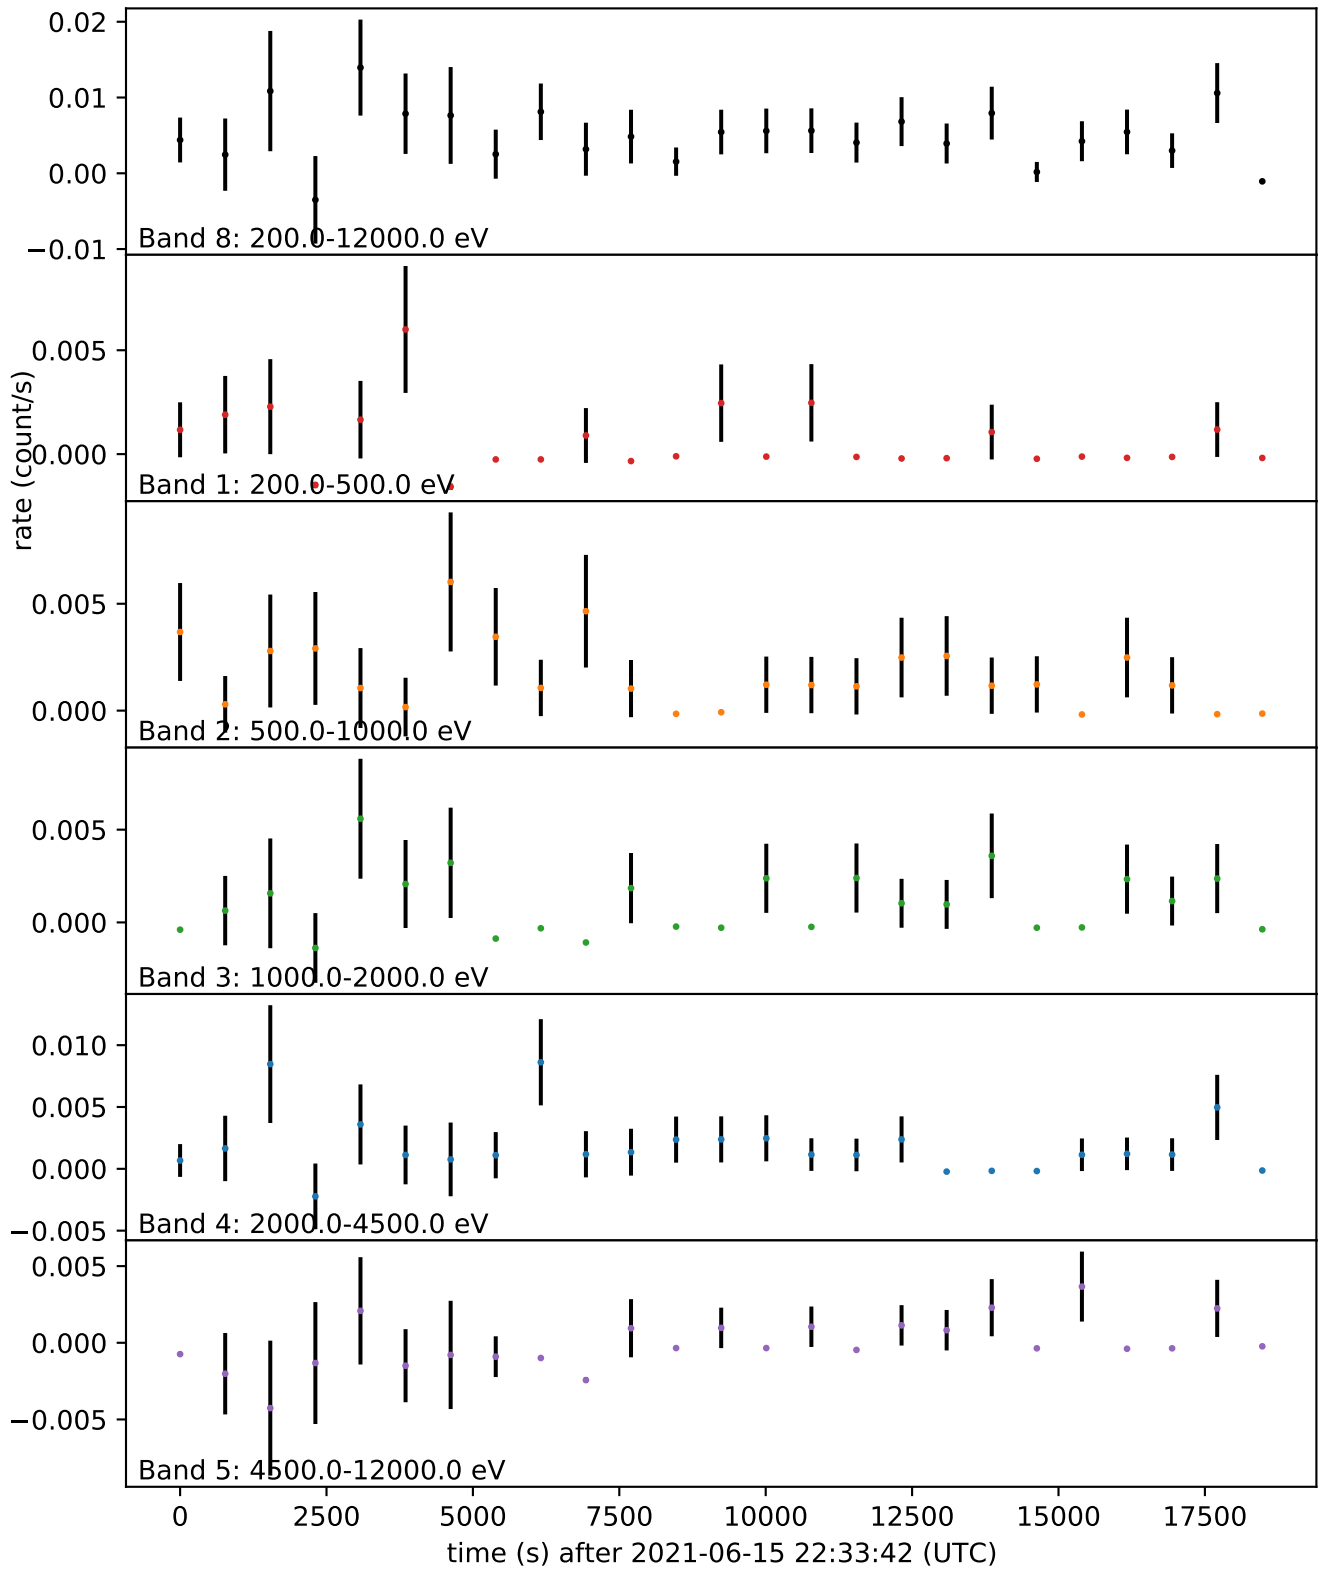 0.02
0.01
0.00
−0.01
Band 8: 200.0-12000.0 eV
0.005
0.000
Band 1: 200.0-500.0 eV
rate (count/s)
0.005
0.000
Band 2: 500.0-1000.0 eV
0.005
0.000
Band 3: 1000.0-2000.0 eV
0.010
0.005
0.000
−0.005
Band 4: 2000.0-4500.0 eV
0.005
0.000
−0.005
Band 5: 4500.0-12000.0 eV
0 2500 5000 7500 10000 12500 15000 17500
time (s) after 2021-06-15 22:33:42 (UTC)